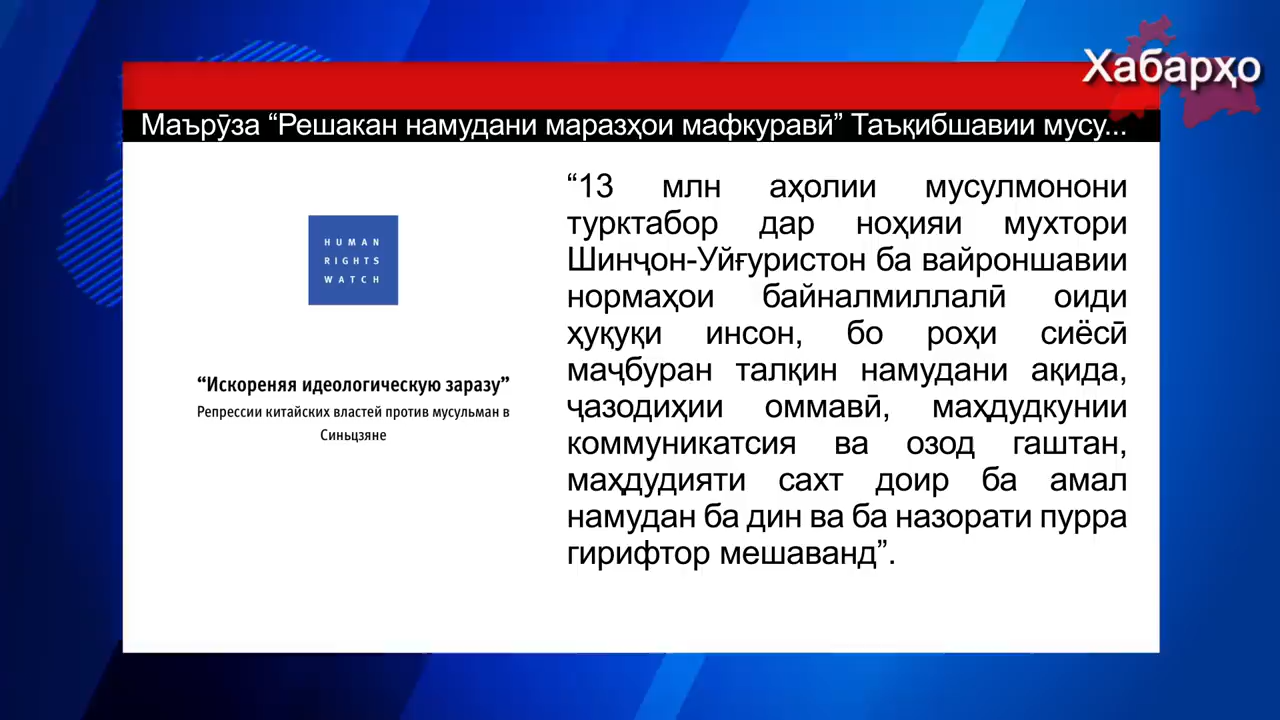 Хабарҳо
Маърӯза “Решакан намудани маразҳои мафкуравӣ” Таъқибшавии мусу...
HUMAN
RIGHTS
WATCH
“Искореняя идеологическую заразу”
Репрессии китайских властей против мусульман в
Синьцзяне
“13 млн аҳолии мусулмонони
турктабор дар ноҳияи мухтори
Шинҷон-Уйғуристон ба вайроншавии
нормаҳои байналмиллалӣ оиди
ҳуқуқи инсон, бо роҳи сиёсӣ
маҷбуран талқин намудани ақида,
ҷазодиҳии оммавӣ, маҳдудкунии
коммуникатсия ва озод гаштан,
маҳдудияти сахт доир ба амал
намудан ба дин ва ба назорати пурра
гирифтор мешаванд”.